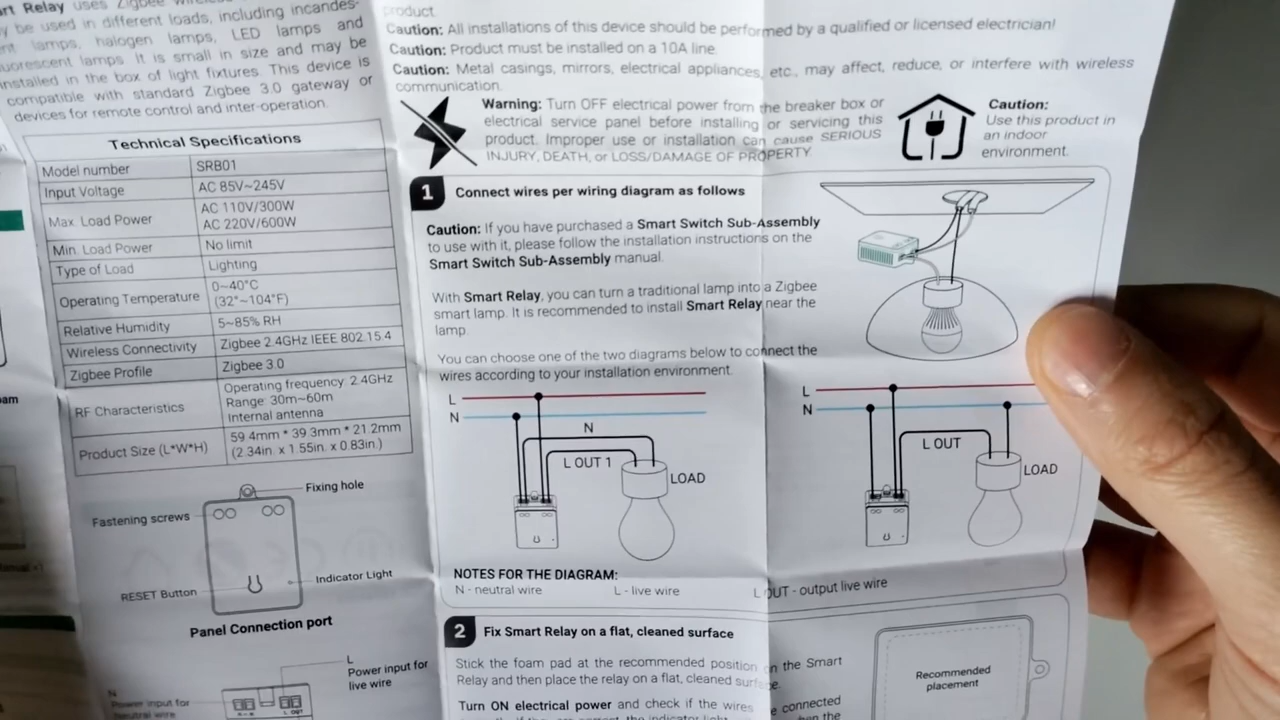 rt Relay uses Zigbee
y be used in different loads, including incandes-
nt lamps, halogen lamps, LED lamps and
uorescent lamps. It is small in size and may be
installed in the box of light fixtures. This device is
compatible with standard Zigbee 3.0 gateway or
devices for remote control and inter-operation.
Technical Specifications
Model number SRB01
Input Voltage AC 85V~245V
Max. Load Power AC 110V/300W
AC 220V/600W
Min. Load Power No limit
Type of Load Lighting
Operating Temperature 0~40°C
(32°~104°F)
Relative Humidity 5~85% RH
Wireless Connectivity Zigbee 2.4GHz IEEE 802.15.4
Zigbee Profile Zigbee 3.0
RF Characteristics Operating frequency: 2.4GHz
Range: 30m~60m
Internal antenna
Product Size (L*W*H) 59.4mm * 39.3mm * 21.2mm
(2.34in. x 1.55in. x 0.83in.)
Fixing hole
Fastening screws
RESET Button
Indicator Light
Panel Connection port
L
Power input for
live wire
N
Power input for
Neutral wire
L OUT
product.
Caution: All installations of this device should be performed by a qualified or licensed electrician!
Caution: Product must be installed on a 10A line.
Caution: Metal casings, mirrors, electrical appliances, etc., may affect, reduce, or interfere with wireless
communication.
Warning: Turn OFF electrical power from the breaker box or
electrical service panel before installing or servicing this
product. Improper use or installation can cause SERIOUS
INJURY, DEATH, or LOSS/DAMAGE OF PROPERTY.
Caution:
Use this product in
an indoor
environment.
1 Connect wires per wiring diagram as follows
Caution: If you have purchased a Smart Switch Sub-Assembly
to use with it, please follow the installation instructions on the
Smart Switch Sub-Assembly manual.
With Smart Relay, you can turn a traditional lamp into a Zigbee
smart lamp. It is recommended to install Smart Relay near the
lamp.
You can choose one of the two diagrams below to connect the
wires according to your installation environment.
L
N
N
L OUT 1
LOAD
L
N
L OUT
LOAD
NOTES FOR THE DIAGRAM:
N - neutral wire L - live wire L OUT - output live wire
2 Fix Smart Relay on a flat, cleaned surface
Stick the foam pad at the recommended position on the Smart
Relay and then place the relay on a flat, cleaned surface.
Turn ON electrical power and check if the wires connected
Recommended
placement